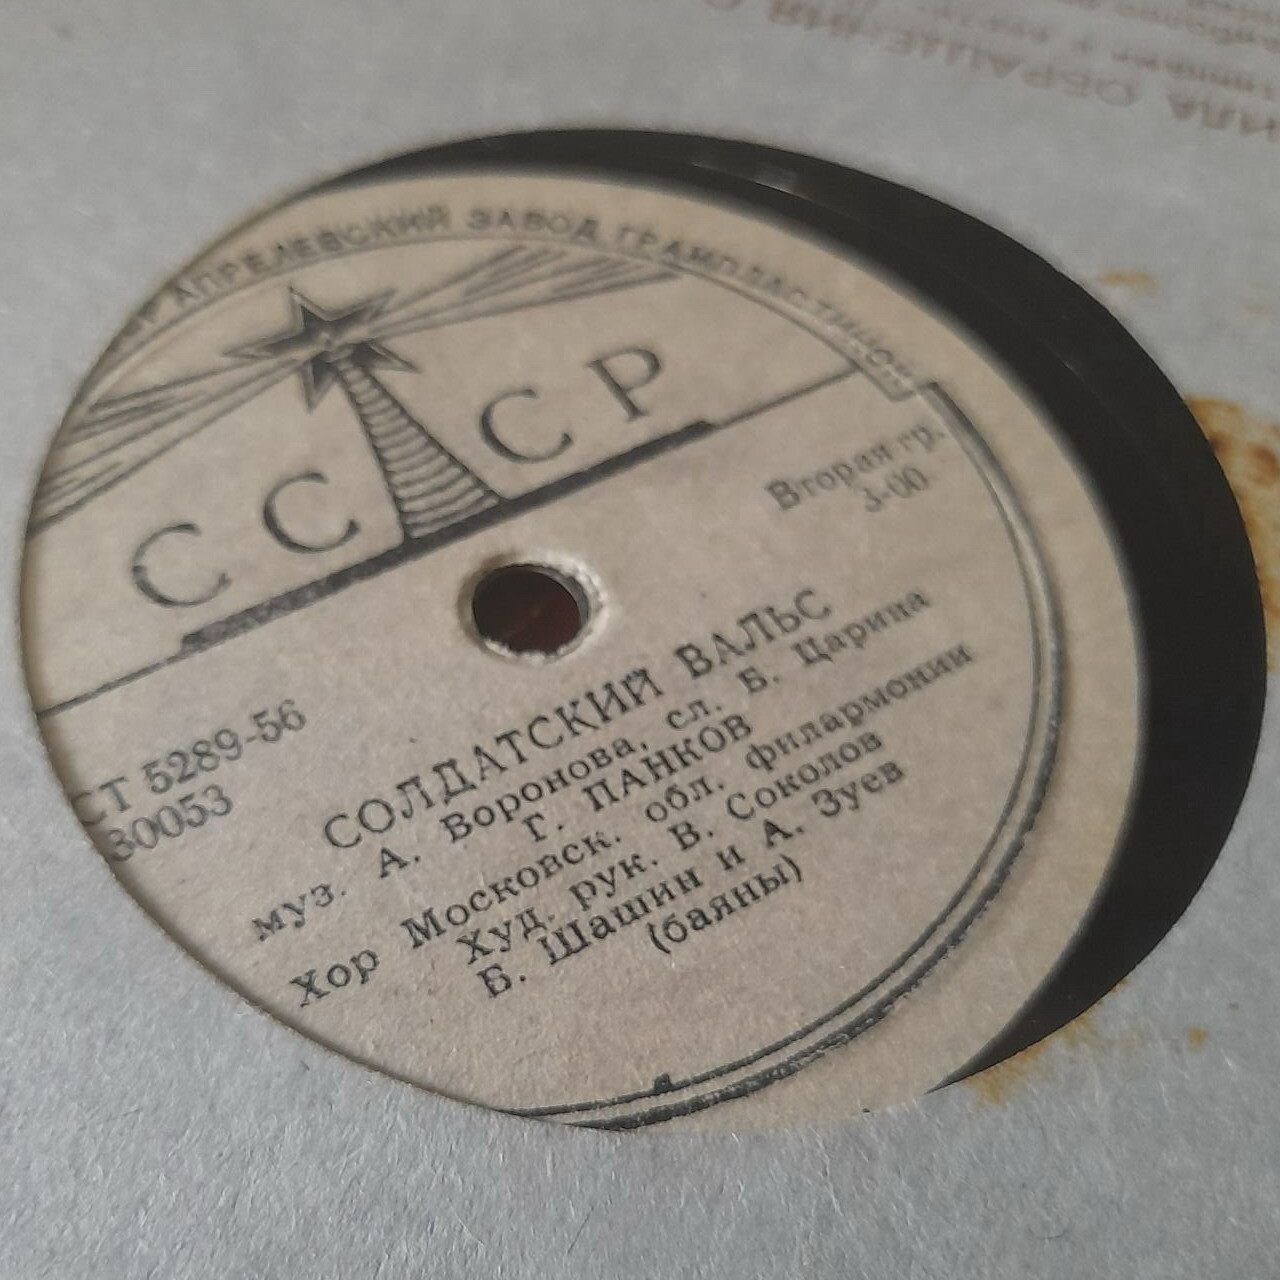 АПРЕЛЕВСКИЙ ЗАВОД ГРАМПЛАСТИНОК
СССР
Вторая гр.
3-00
СТ 5289-56
30053
СОЛДАТСКИЙ ВАЛЬС
муз. А. Воронова, сл. Б. Царина
Г. ПАНКОВ
Хор Московск. обл. филармонии
Худ. рук. В. Соколов
Б. Шашин и А. Зуев
(баяны)
ОБРАЩЕНИЯ